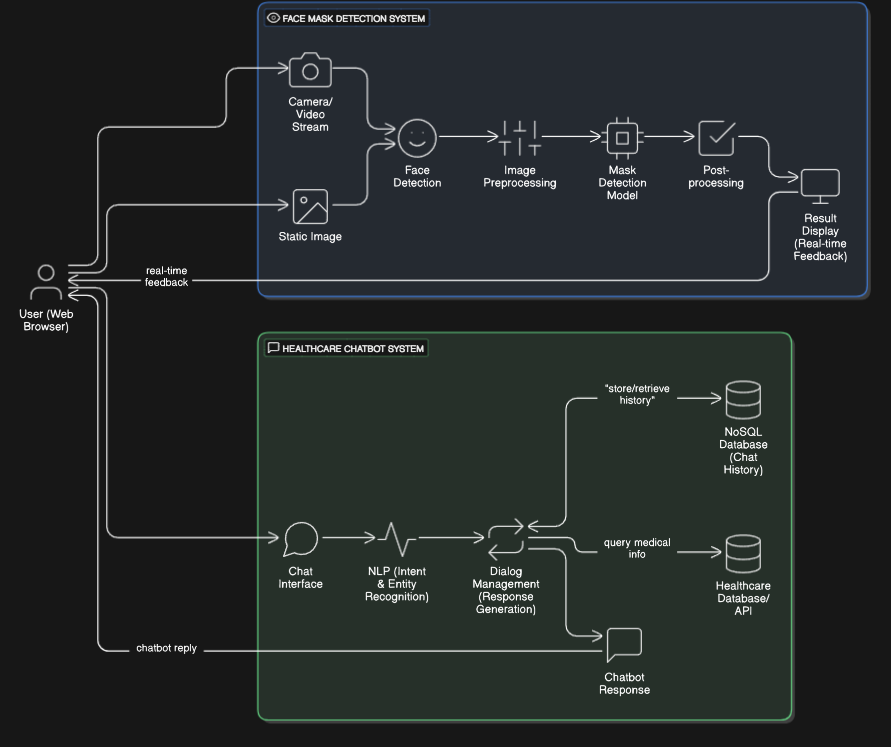 FACE MASK DETECTION SYSTEM
Camera/
Video
Stream
Face
Detection
Image
Preprocessing
Mask
Detection
Model
Post-
processing
Result
Display
(Real-time
Feedback)
Static Image
real-time
feedback
User (Web
Browser)
HEALTHCARE CHATBOT SYSTEM
"store/retrieve
history"
NoSQL
Database
(Chat
History)
Chat
Interface
NLP (Intent
& Entity
Recognition)
Dialog
Management
(Response
Generation)
query medical
info
Healthcare
Database/
API
chatbot reply
Chatbot
Response